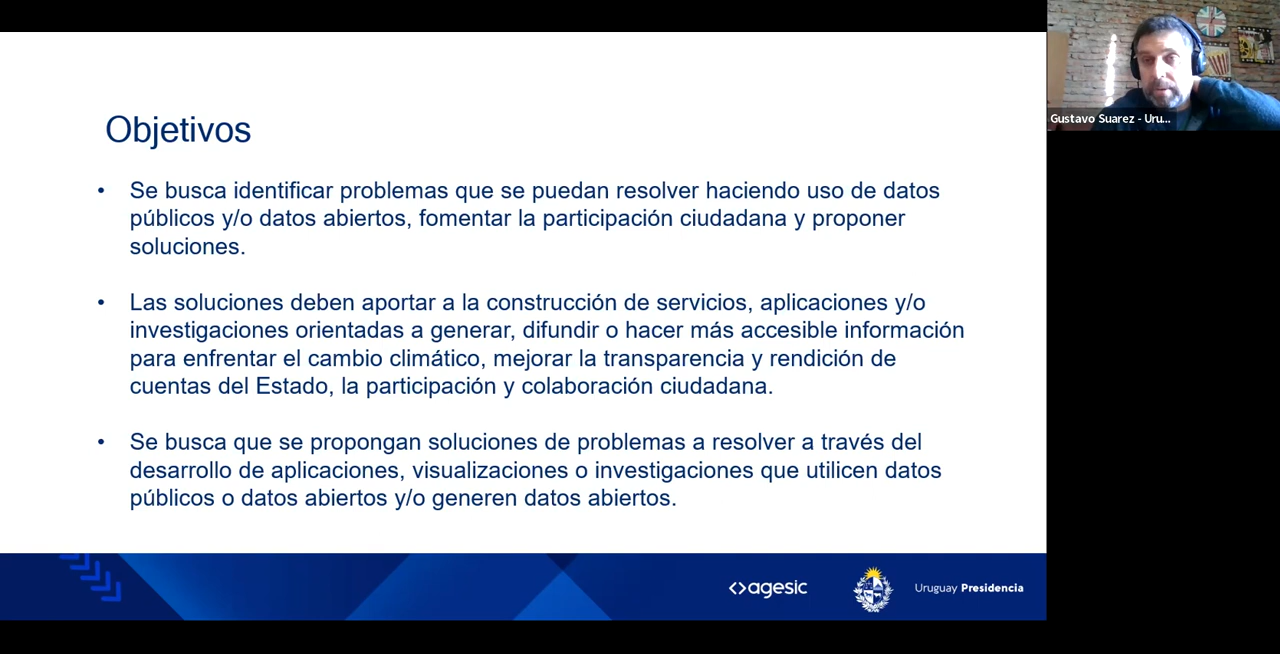 Objetivos
• Se busca identificar problemas que se puedan resolver haciendo uso de datos
públicos y/o datos abiertos, fomentar la participación ciudadana y proponer
soluciones.
• Las soluciones deben aportar a la construcción de servicios, aplicaciones y/o
investigaciones orientadas a generar, difundir o hacer más accesible información
para enfrentar el cambio climático, mejorar la transparencia y rendición de
cuentas del Estado, la participación y colaboración ciudadana.
• Se busca que se propongan soluciones de problemas a resolver a través del
desarrollo de aplicaciones, visualizaciones o investigaciones que utilicen datos
públicos o datos abiertos y/o generen datos abiertos.
<>agesic
Uruguay Presidencia
Gustavo Suarez - Uru...